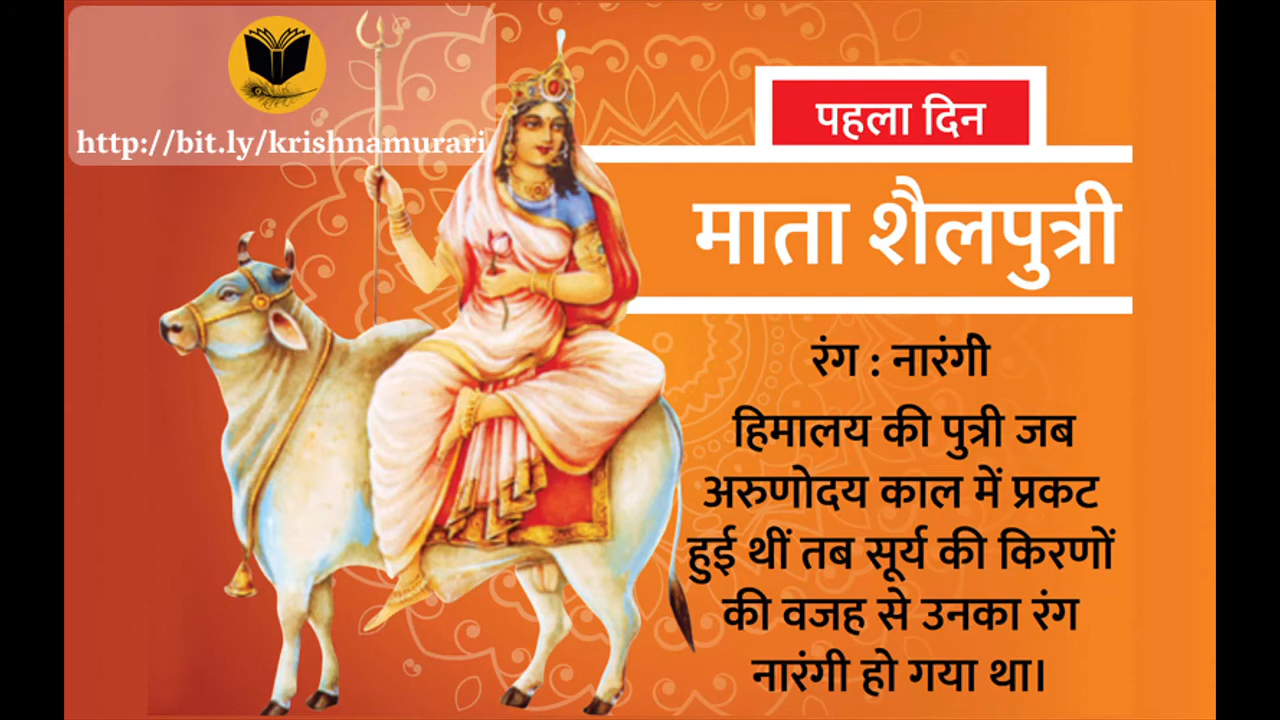 http://bit.ly/krishnamurari
पहला दिन
माता शैलपुत्री
रंग : नारंगी
हिमालय की पुत्री जब
अरुणोदय काल में प्रकट
हुई थीं तब सूर्य की किरणों
की वजह से उनका रंग
नारंगी हो गया था।